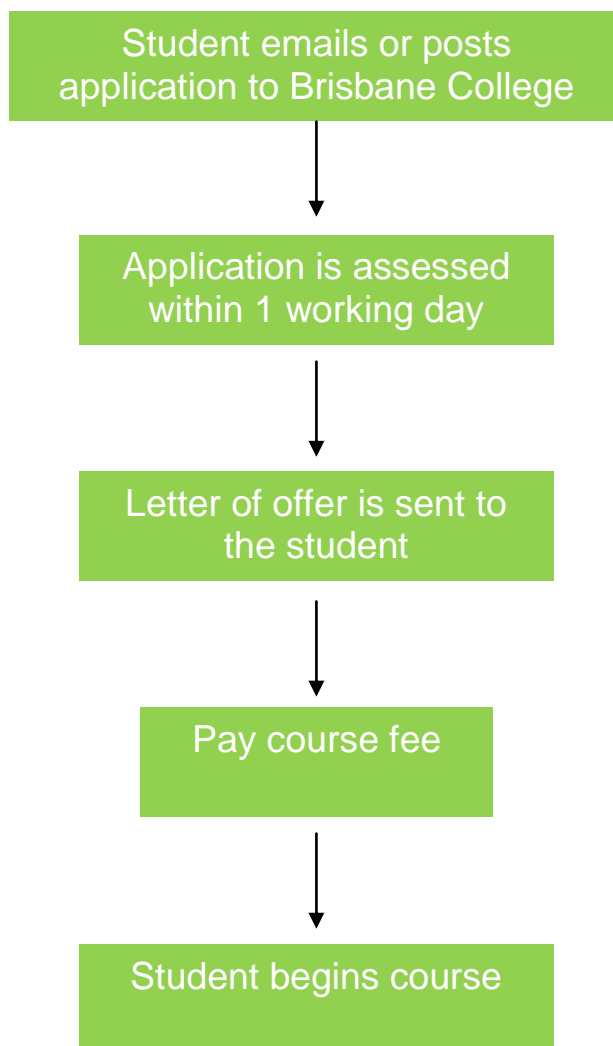 Student emails or posts
application to Brisbane College
Application is assessed
within 1 working day
Letter of offer is sent to
the student
Pay course fee
Student begins course